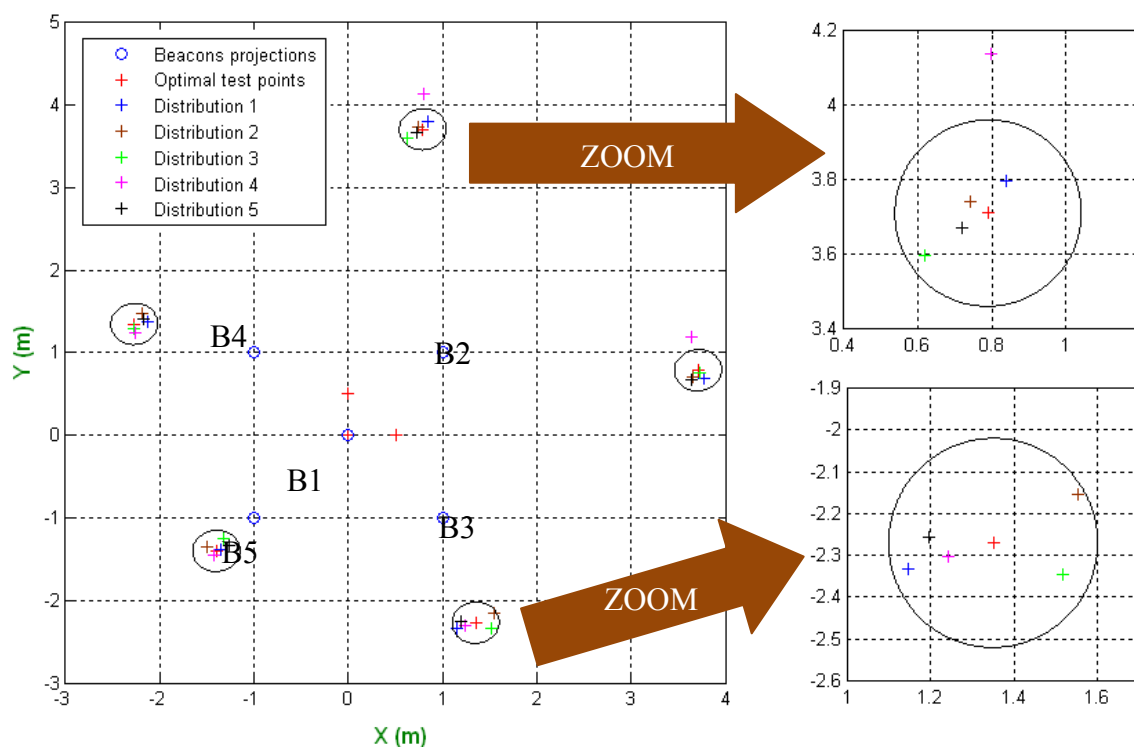 5
4
3
2
1
0
-1
-2
-3
-3
-2
-1
0
1
2
3
4
Y (m)
X (m)
Beacons projections
Optimal test points
Distribution 1
Distribution 2
Distribution 3
Distribution 4
Distribution 5
B4
B2
B1
B3
B5
ZOOM
ZOOM
4.2
4
3.8
3.6
3.4
0.4
0.6
0.8
1
-1.9
-2
-2.1
-2.2
-2.3
-2.4
-2.5
-2.6
1
1.2
1.4
1.6